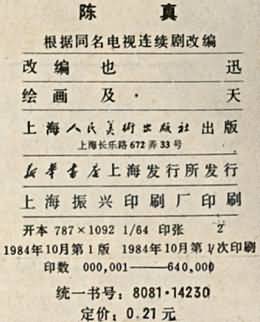 陈 真
根据同名电视连续剧改编
改编 也 迅
绘画 及·天
上海人民美術出版社 出版
上海长乐路672弄33号
新华書店上海发行所发行
上海振兴印刷厂印刷
开本 787×1092 1/64 印张 2
1984年10月第1版 1984年10月第1次印刷
印数 000,001——640,000
统一书号：8081·14230
定价：0.21元